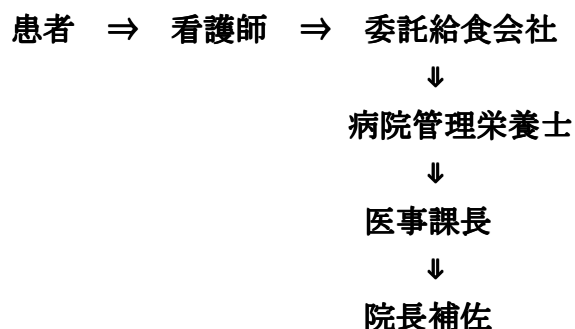 患者 ⇒ 看護師 ⇒ 委託給食会社
⇓
病院管理栄養士
⇓
医事課長
⇓
院長補佐